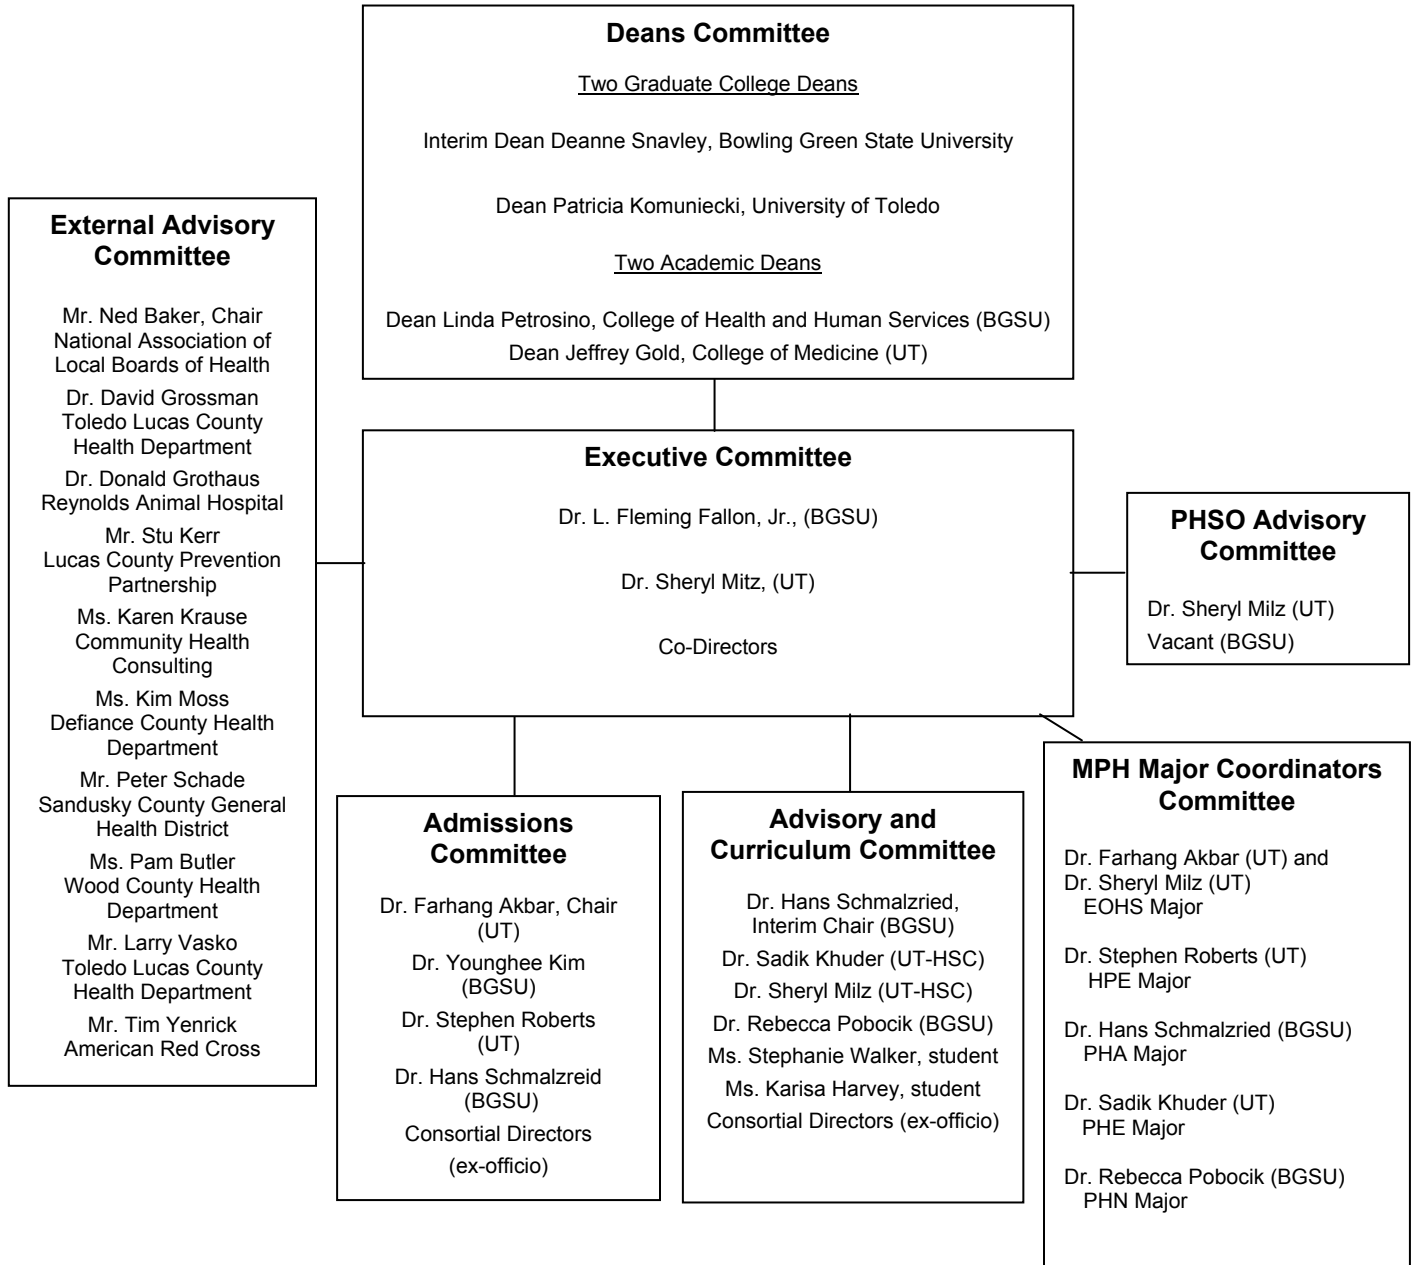 Deans Committee
Two Graduate College Deans
Interim Dean Deanne Snavley, Bowling Green State University
Dean Patricia Komuniecki, University of Toledo
Two Academic Deans
Dean Linda Petrosino, College of Health and Human Services (BGSU)
Dean Jeffrey Gold, College of Medicine (UT)
External Advisory
Committee
Mr. Ned Baker, Chair
National Association of
Local Boards of Health
Dr. David Grossman
Toledo Lucas County
Health Department
Dr. Donald Grothaus
Reynolds Animal Hospital
Mr. Stu Kerr
Lucas County Prevention
Partnership
Ms. Karen Krause
Community Health
Consulting
Ms. Kim Moss
Defiance County Health
Department
Mr. Peter Schade
Sandusky County General
Health District
Ms. Pam Butler
Wood County Health
Department
Mr. Larry Vasko
Toledo Lucas County
Health Department
Mr. Tim Yenrick
American Red Cross
Executive Committee
Dr. L. Fleming Fallon, Jr., (BGSU)
Dr. Sheryl Mitz, (UT)
Co-Directors
PHSO Advisory
Committee
Dr. Sheryl Milz (UT)
Vacant (BGSU)
Admissions
Committee
Dr. Farhang Akbar, Chair
(UT)
Dr. Younghee Kim
(BGSU)
Dr. Stephen Roberts
(UT)
Dr. Hans Schmalzreid
(BGSU)
Consortial Directors
(ex-officio)
Advisory and
Curriculum Committee
Dr. Hans Schmalzried,
Interim Chair (BGSU)
Dr. Sadik Khuder (UT-HSC)
Dr. Sheryl Milz (UT-HSC)
Dr. Rebecca Pobocik (BGSU)
Ms. Stephanie Walker, student
Ms. Karisa Harvey, student
Consortial Directors (ex-officio)
MPH Major Coordinators
Committee
Dr. Farhang Akbar (UT) and
Dr. Sheryl Milz (UT)
EOHS Major
Dr. Stephen Roberts (UT)
HPE Major
Dr. Hans Schmalzried (BGSU)
PHA Major
Dr. Sadik Khuder (UT)
PHE Major
Dr. Rebecca Pobocik (BGSU)
PHN Major